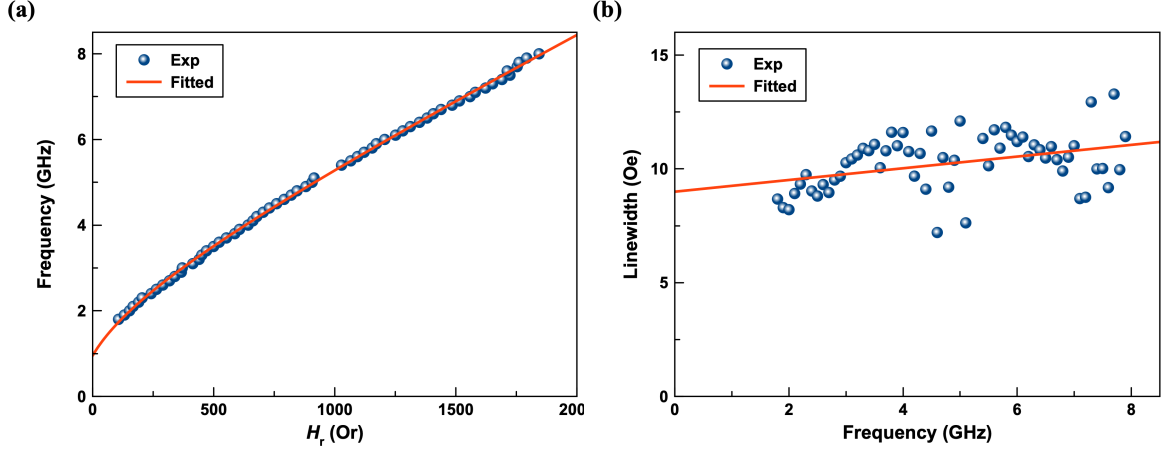 (a)
Exp
Fitted
Frequency (GHz)
8
6
4
2
0
0 500 1000 1500 200
Hr (Or)
(b)
Exp
Fitted
Linewidth (Oe)
15
10
5
0
0 2 4 6 8
Frequency (GHz)